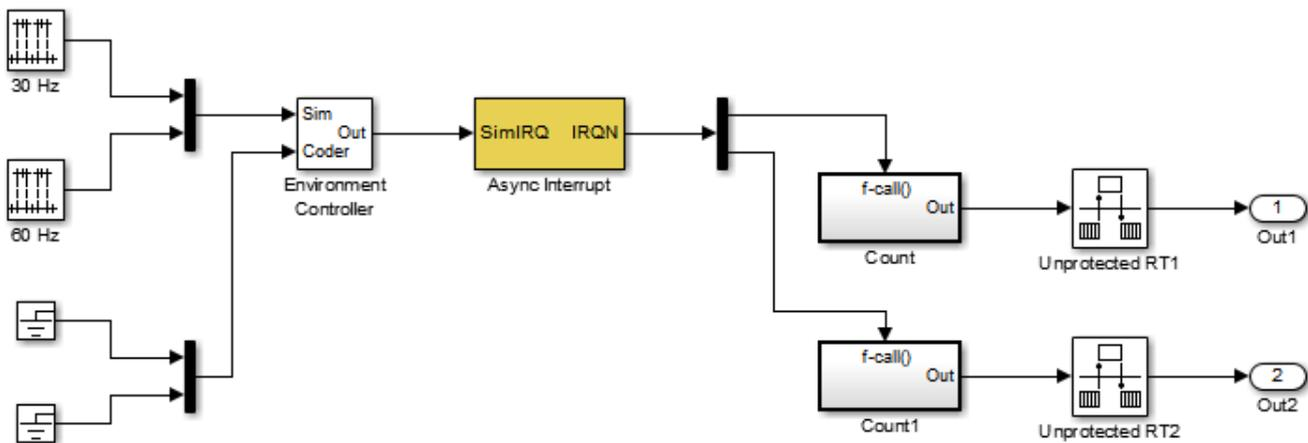 30 Hz
60 Hz
Sim
Out
Coder
Environment
Controller
SimIRQ IRQN
Async Interrupt
f-call()
Out
Count
Unprotected RT1
1
Out1
f-call()
Out
Count1
Unprotected RT2
2
Out2